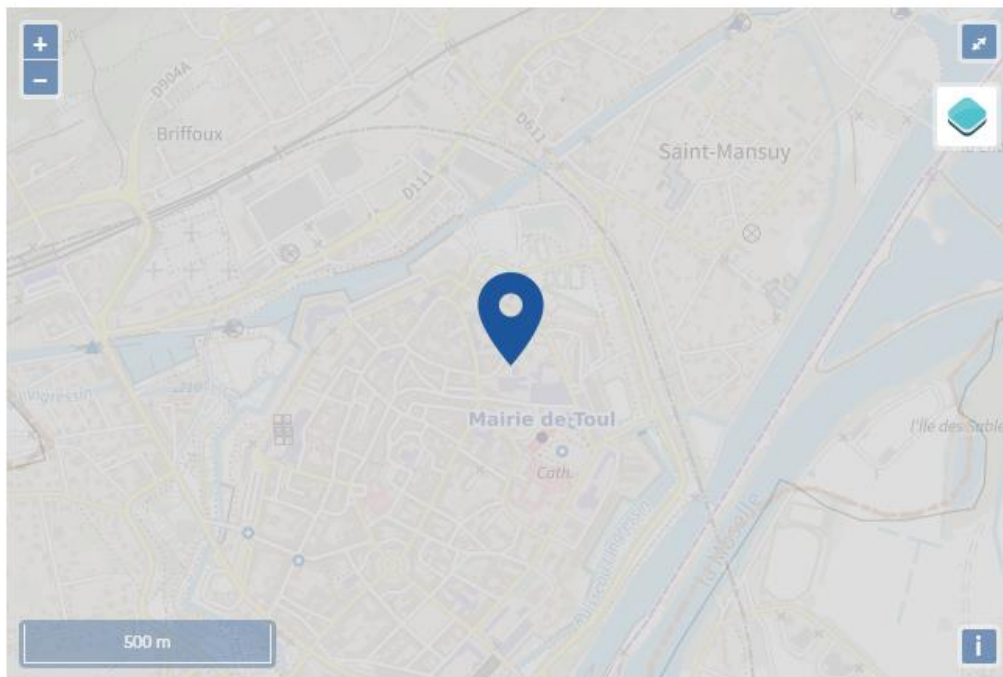 +
−
D904A
Briffoux
D611
D111
Saint-Mansuy
Mairie de Toul
l'Île des Sable
Cath.
la Moselle
500 m
i